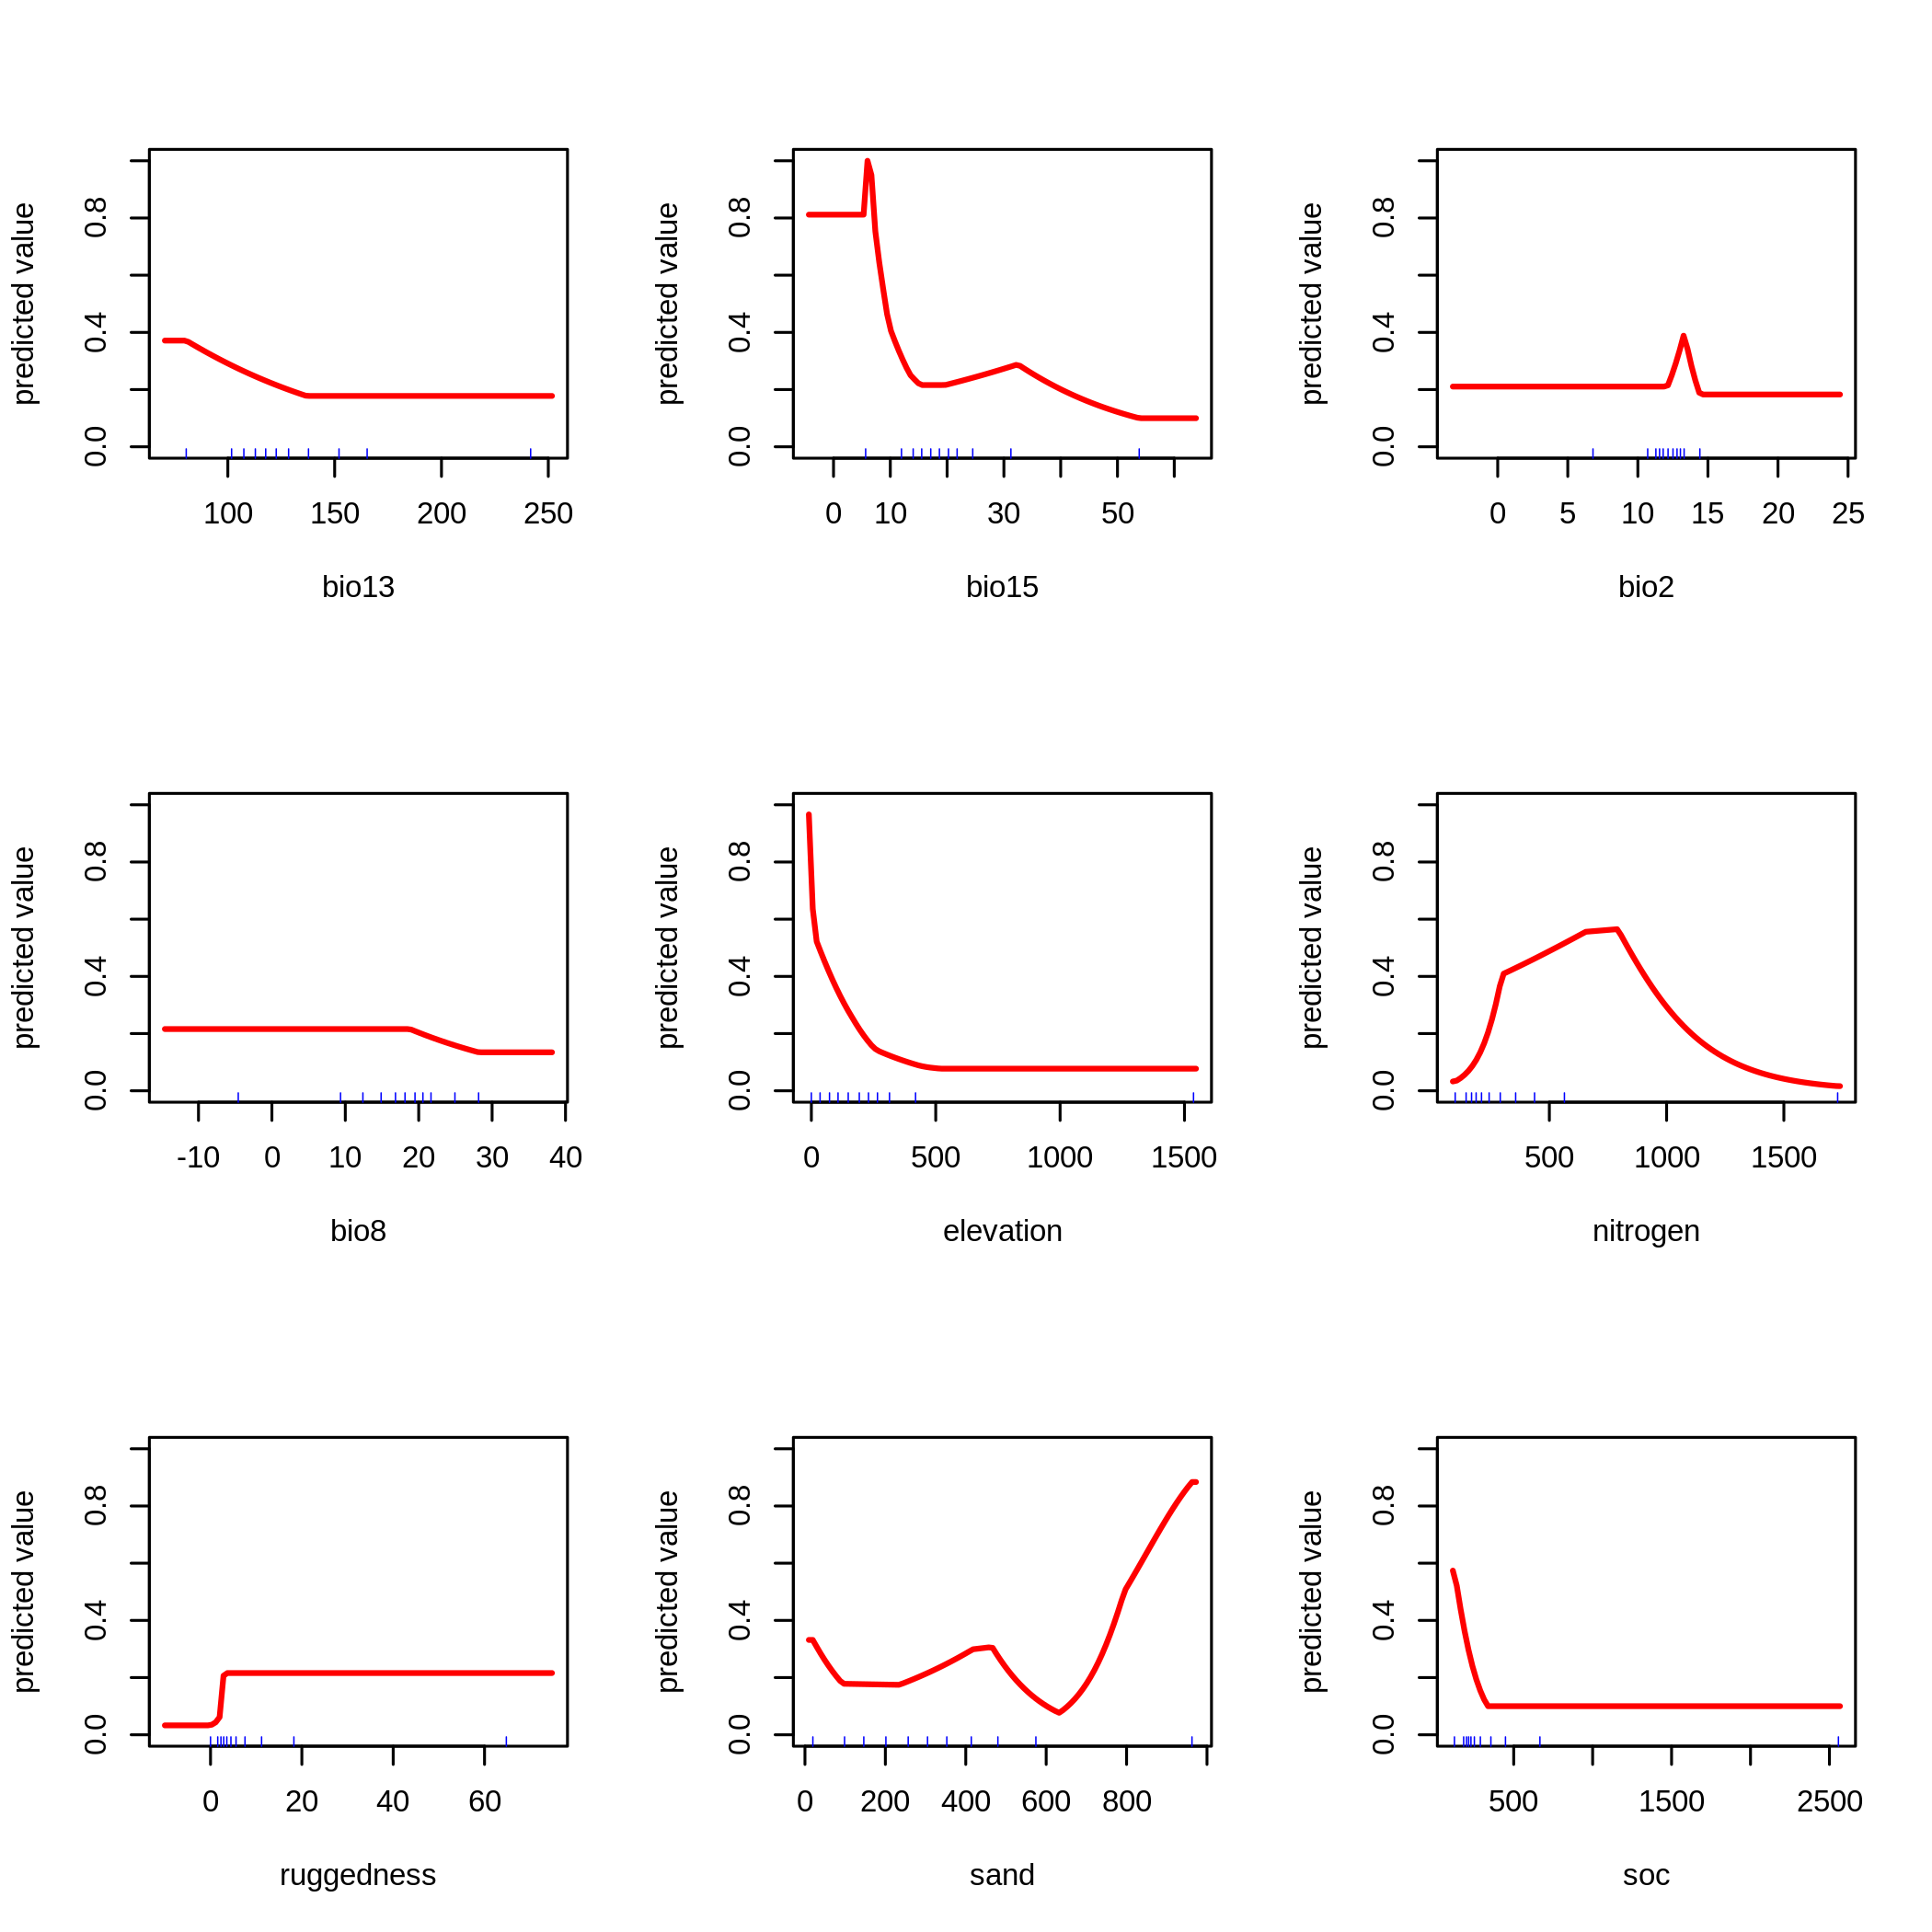 predicted value
0.0 0.4 0.8
100 150 200 250
bio13
predicted value
0.0 0.4 0.8
0 10 30 50
bio15
predicted value
0.0 0.4 0.8
0 5 10 15 20 25
bio2
predicted value
0.0 0.4 0.8
-10 0 10 20 30 40
bio8
predicted value
0.0 0.4 0.8
0 500 1000 1500
elevation
predicted value
0.0 0.4 0.8
500 1000 1500
nitrogen
predicted value
0.0 0.4 0.8
0 20 40 60
ruggedness
predicted value
0.0 0.4 0.8
0 200 400 600 800
sand
predicted value
0.0 0.4 0.8
500 1500 2500
soc